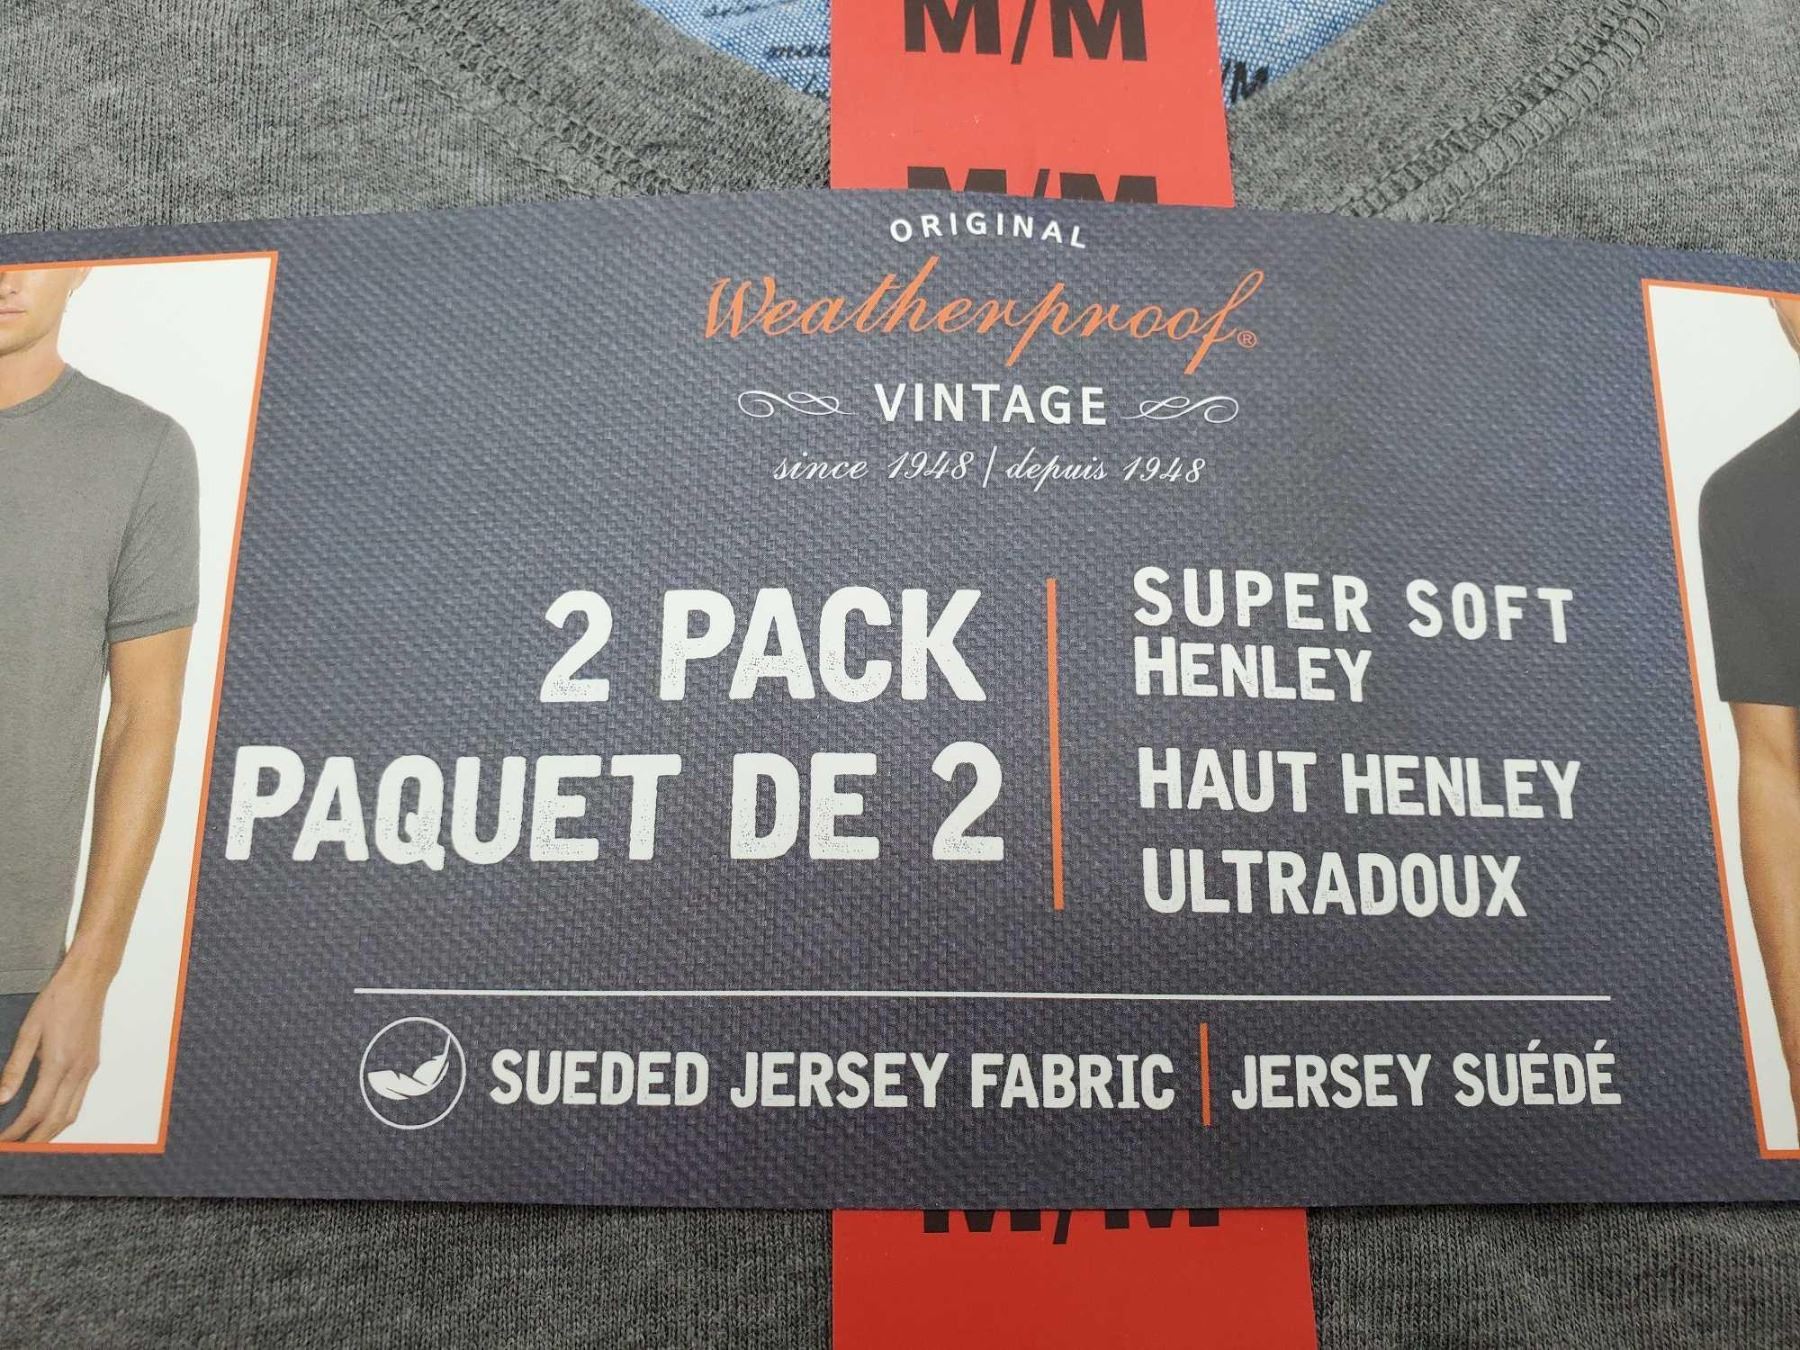 M/M
M/M
ORIGINAL
Weatherproof®
VINTAGE
since 1948 | depuis 1948
2 PACK
PAQUET DE 2
SUPER SOFT
HENLEY
HAUT HENLEY
ULTRADOUX
SUEDED JERSEY FABRIC | JERSEY SUÉDÉ
M/M